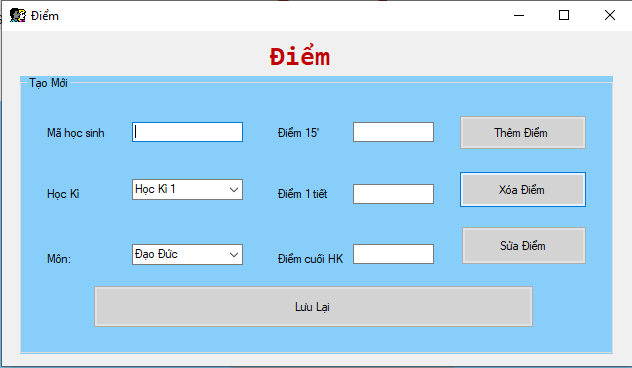 Điểm
Điểm
Tạo Mới
Mã học sinh
Điểm 15'
Thêm Điểm
Học Kì
Học Kì 1
Điểm 1 tiết
Xóa Điểm
Môn:
Đạo Đức
Điểm cuối HK
Sửa Điểm
Lưu Lại